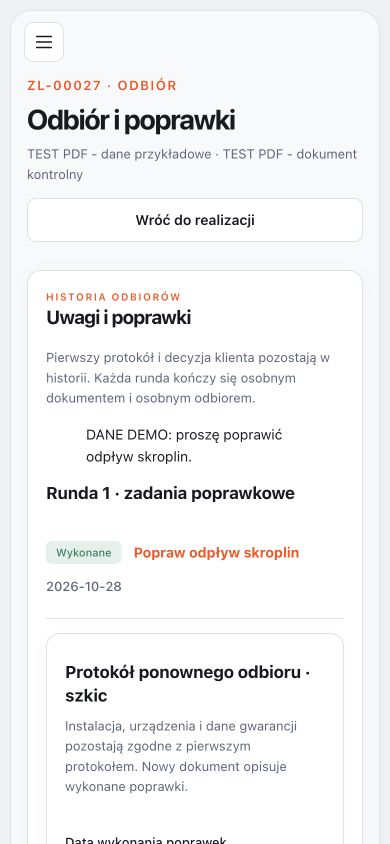 ZL-00027 · ODBIÓR
Odbiór i poprawki
TEST PDF - dane przykładowe · TEST PDF - dokument
kontrolny
Wróć do realizacji
HISTORIA ODBIORÓW
Uwagi i poprawki
Pierwszy protokół i decyzja klienta pozostają w
historii. Każda runda kończy się osobnym
dokumentem i osobnym odbiorem.
DANE DEMO: proszę poprawić
odpływ skroplin.
Runda 1 · zadania poprawkowe
Wykonane Popraw odpływ skroplin
2026-10-28
Protokół ponownego odbioru ·
szkic
Instalacja, urządzenia i dane gwarancji
pozostają zgodne z pierwszym
protokołem. Nowy dokument opisuje
wykonane poprawki.
Data wykonania poprawek